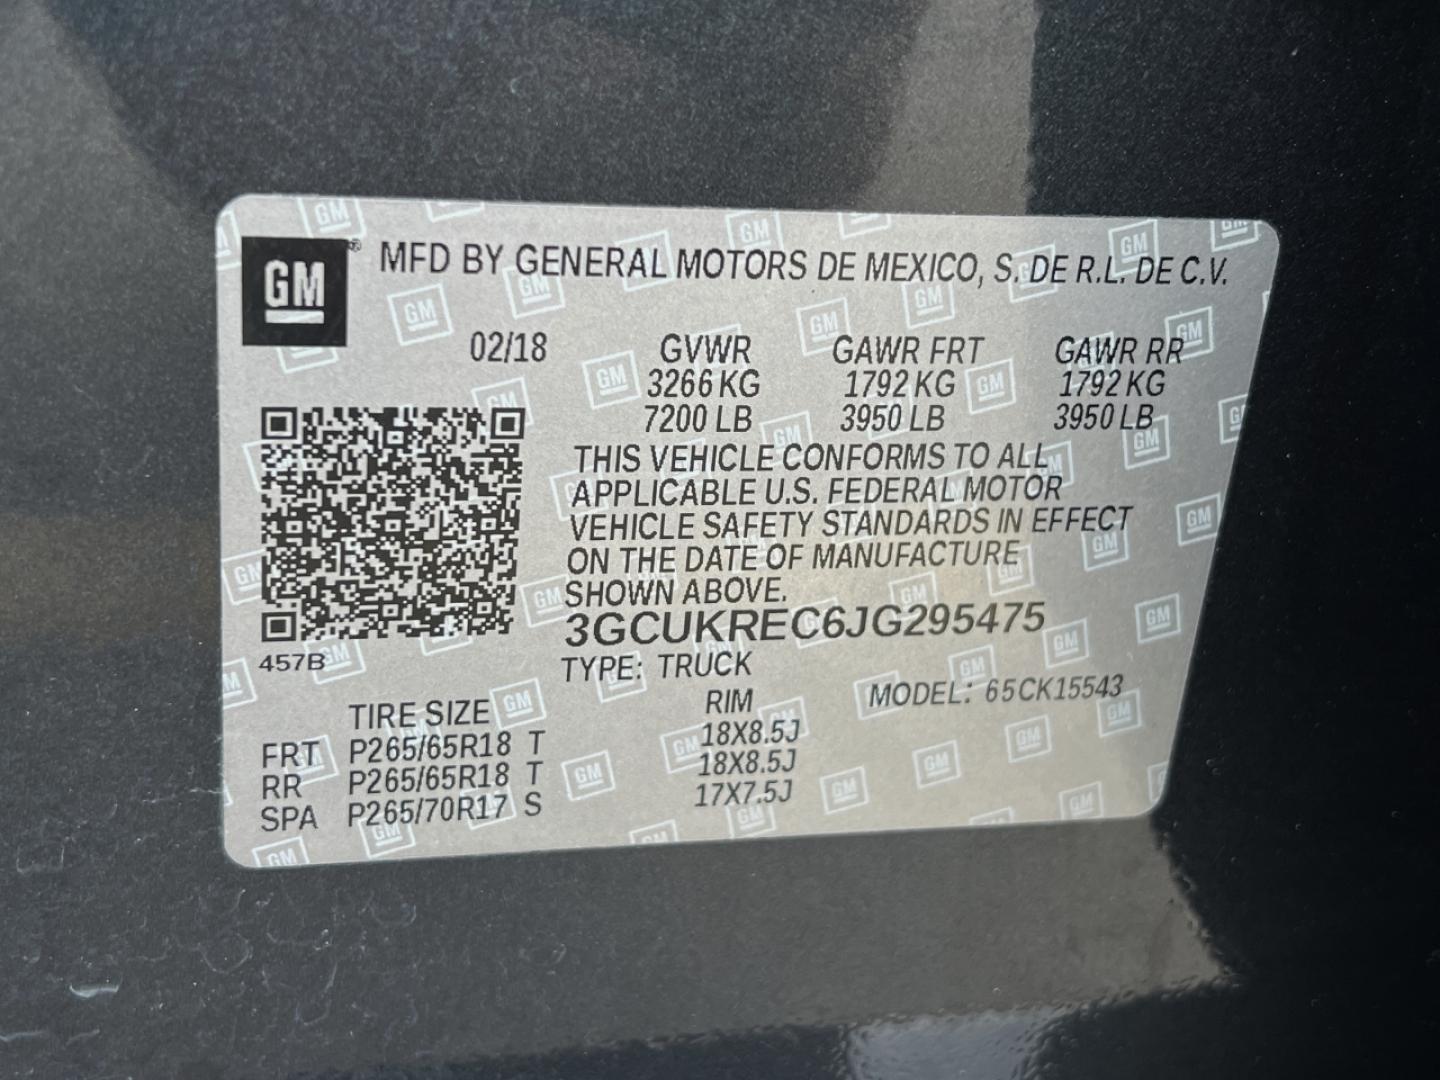 GM
MFD BY GENERAL MOTORS DE MEXICO, S. DE R.L. DE C.V.
02/18 GVWR GAWR FRT GAWR RR
3266 KG 1792 KG 1792 KG
7200 LB 3950 LB 3950 LB
THIS VEHICLE CONFORMS TO ALL
APPLICABLE U.S. FEDERAL MOTOR
VEHICLE SAFETY STANDARDS IN EFFECT
ON THE DATE OF MANUFACTURE
SHOWN ABOVE.
3GCUKREC6JG295475
457B
TYPE: TRUCK
MODEL: 65CK15543
TIRE SIZE RIM
FRT P265/65R18 T 18X8.5J
RR P265/65R18 T 18X8.5J
SPA P265/70R17 S 17X7.5J